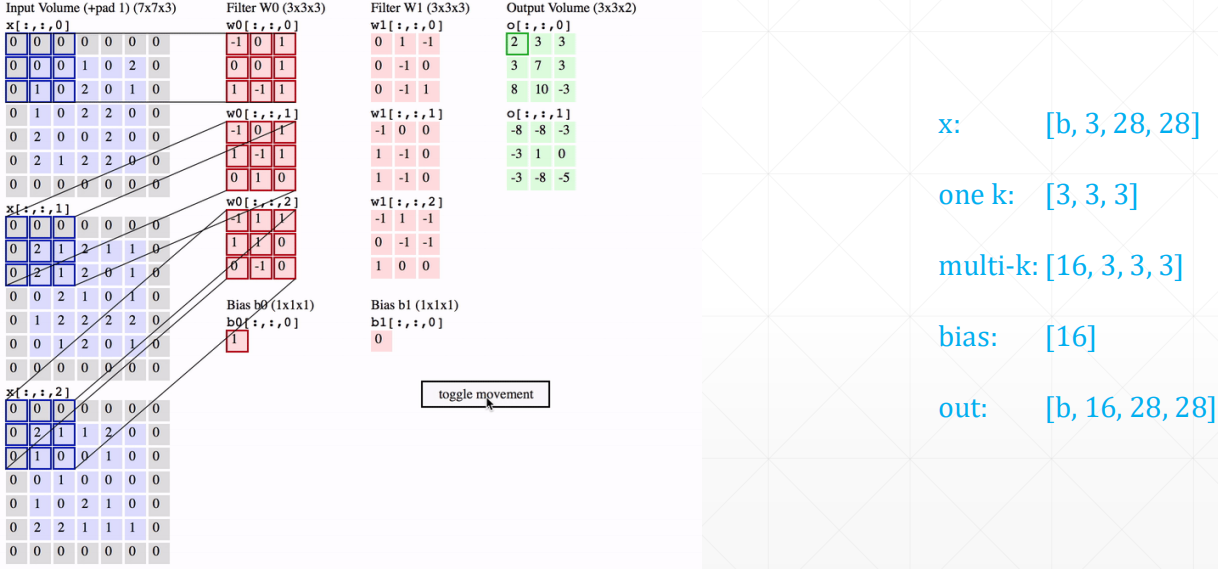 Input Volume (+pad 1) (7x7x3)
x[:,:,0]
0 0 0 0 0 0 0
0 0 0 1 0 2 0
0 1 0 2 0 1 0
0 1 0 2 2 0 0
0 2 0 0 2 0 0
0 2 1 2 2 0 0
0 0 0 0 0 0 0
x[:,:,1]
0 0 0 0 0 0 0
0 2 1 2 1 1 0
0 2 1 2 0 1 0
0 0 2 1 0 1 0
0 1 2 2 2 2 0
0 0 1 2 0 1 0
0 0 0 0 0 0 0
x[:,:,2]
0 0 0 0 0 0 0
0 2 1 1 2 0 0
0 1 0 0 1 0 0
0 0 1 0 0 0 0
0 1 0 2 1 0 0
0 2 2 1 1 1 0
0 0 0 0 0 0 0
Filter W0 (3x3x3)
w0[:,:,0]
-1 0 1
0 0 1
1 -1 1
w0[:,:,1]
-1 0 1
1 -1 1
0 1 0
w0[:,:,2]
-1 1 1
1 1 0
0 -1 0
Bias b0 (1x1x1)
b0[:,:,0]
1
Filter W1 (3x3x3)
w1[:,:,0]
0 1 -1
0 -1 0
0 -1 1
w1[:,:,1]
-1 0 0
1 -1 0
1 -1 0
w1[:,:,2]
-1 1 -1
0 -1 -1
1 0 0
Bias b1 (1x1x1)
b1[:,:,0]
0
Output Volume (3x3x2)
o[:,:,0]
2 3 3
3 7 3
8 10 -3
o[:,:,1]
-8 -8 -3
-3 1 0
-3 -8 -5
toggle movement
x: [b, 3, 28, 28]
one k: [3, 3, 3]
multi-k: [16, 3, 3, 3]
bias: [16]
out: [b, 16, 28, 28]